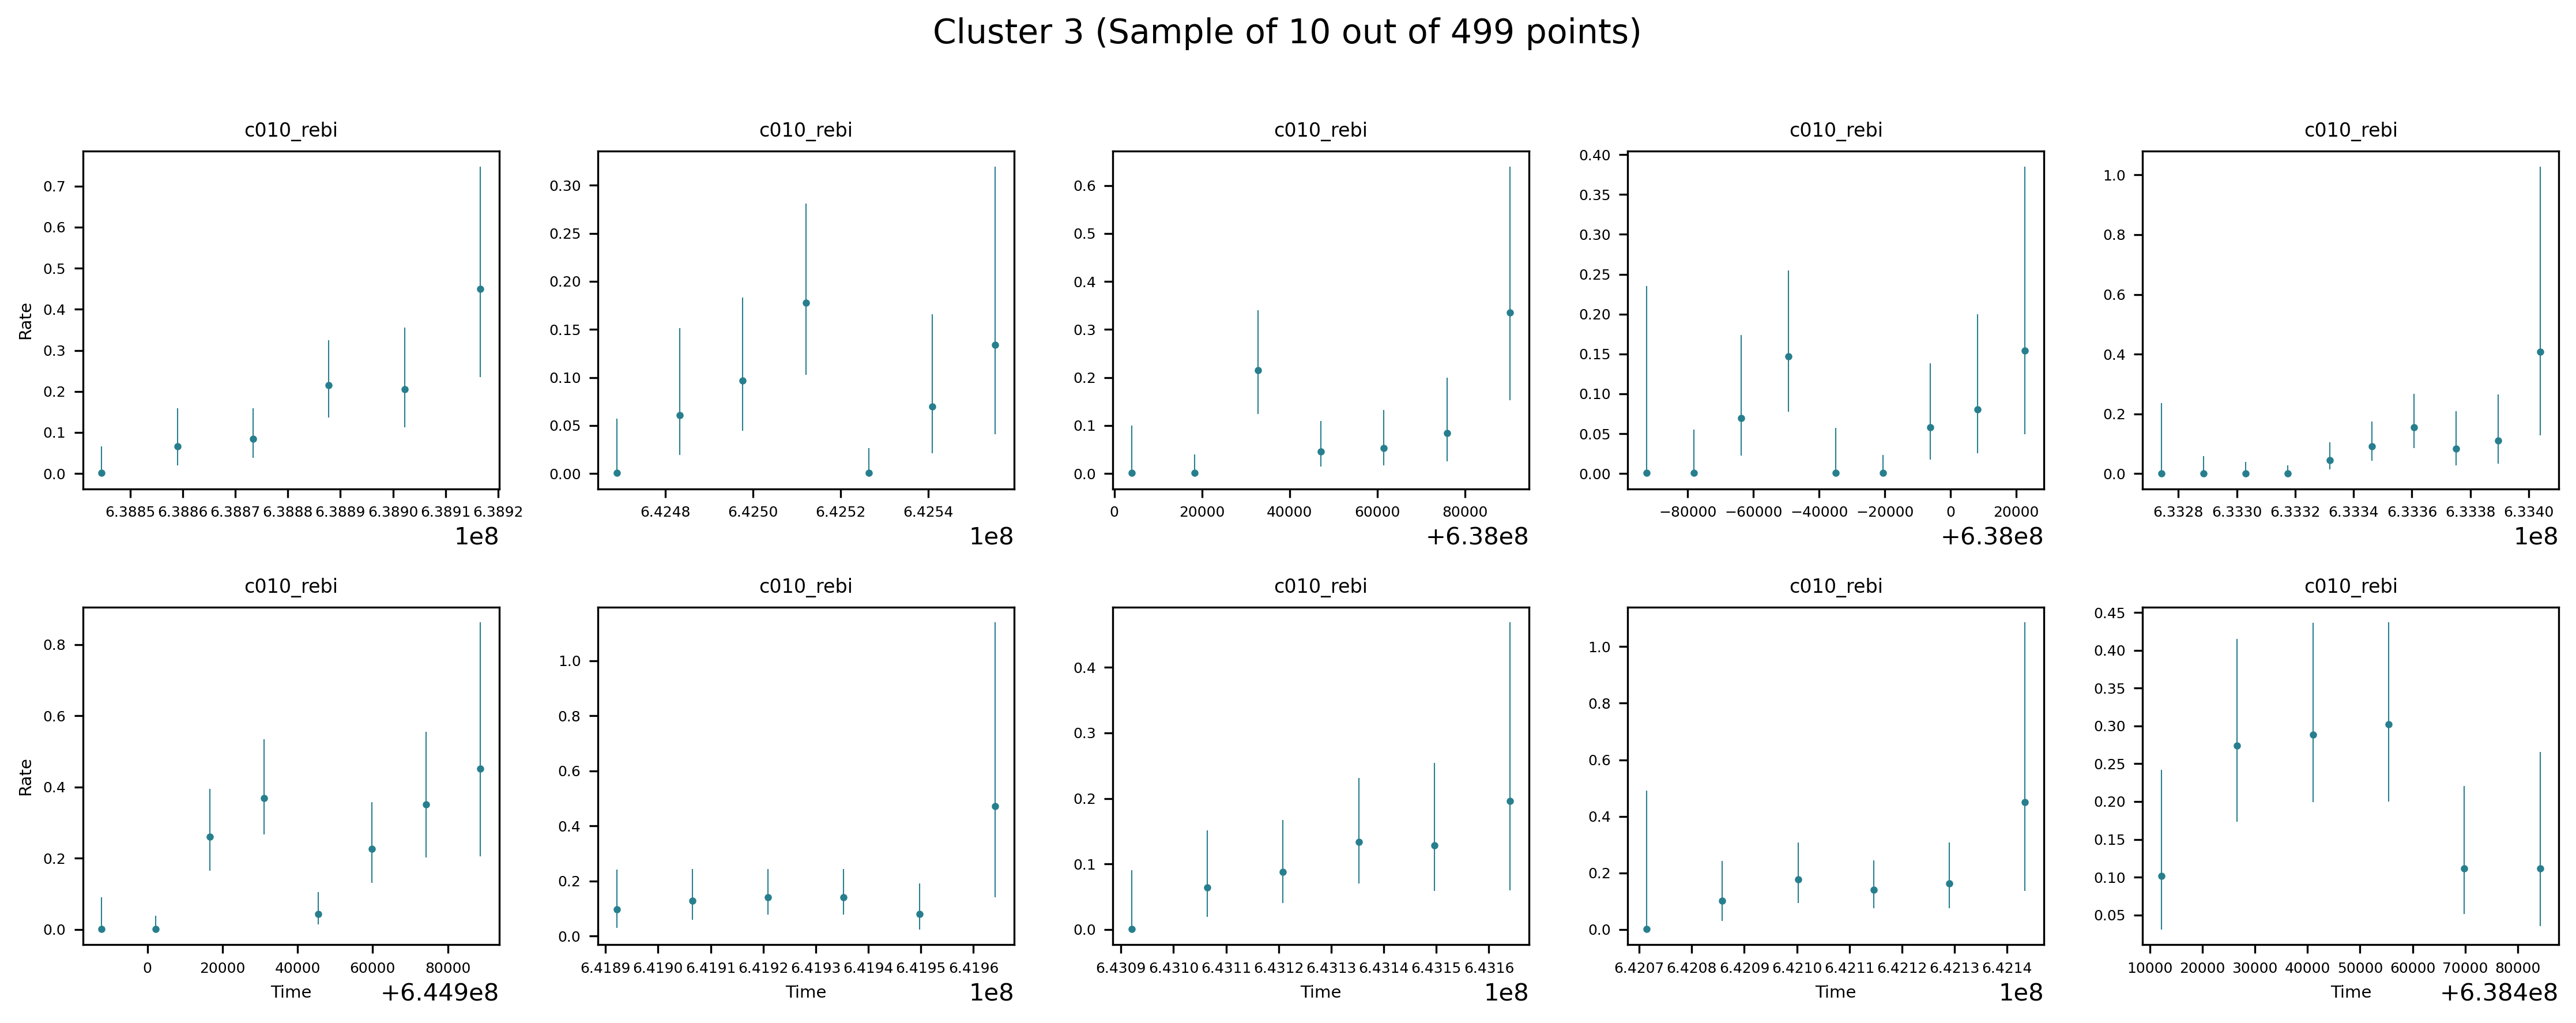 Cluster 3 (Sample of 10 out of 499 points)
c010_rebi c010_rebi c010_rebi c010_rebi c010_rebi
Rate
0.7
0.6
0.5
0.4
0.3
0.2
0.1
0.0
6.3885 6.3886 6.3887 6.3888 6.3889 6.3890 6.3891 6.3892
1e8
0.30
0.25
0.20
0.15
0.10
0.05
0.00
6.4248 6.4250 6.4252 6.4254
1e8
0.6
0.5
0.4
0.3
0.2
0.1
0.0
0 20000 40000 60000 80000
+6.38e8
0.40
0.35
0.30
0.25
0.20
0.15
0.10
0.05
0.00
−80000 −60000 −40000 −20000 0 20000
+6.38e8
1.0
0.8
0.6
0.4
0.2
0.0
6.3328 6.3330 6.3332 6.3334 6.3336 6.3338 6.3340
1e8
c010_rebi c010_rebi c010_rebi c010_rebi c010_rebi
Rate
0.8
0.6
0.4
0.2
0.0
0 20000 40000 60000 80000
Time +6.449e8
1.0
0.8
0.6
0.4
0.2
0.0
6.4189 6.4190 6.4191 6.4192 6.4193 6.4194 6.4195 6.4196
Time 1e8
0.4
0.3
0.2
0.1
0.0
6.4309 6.4310 6.4311 6.4312 6.4313 6.4314 6.4315 6.4316
Time 1e8
1.0
0.8
0.6
0.4
0.2
0.0
6.4207 6.4208 6.4209 6.4210 6.4211 6.4212 6.4213 6.4214
Time 1e8
0.45
0.40
0.35
0.30
0.25
0.20
0.15
0.10
0.05
10000 20000 30000 40000 50000 60000 70000 80000
Time +6.384e8